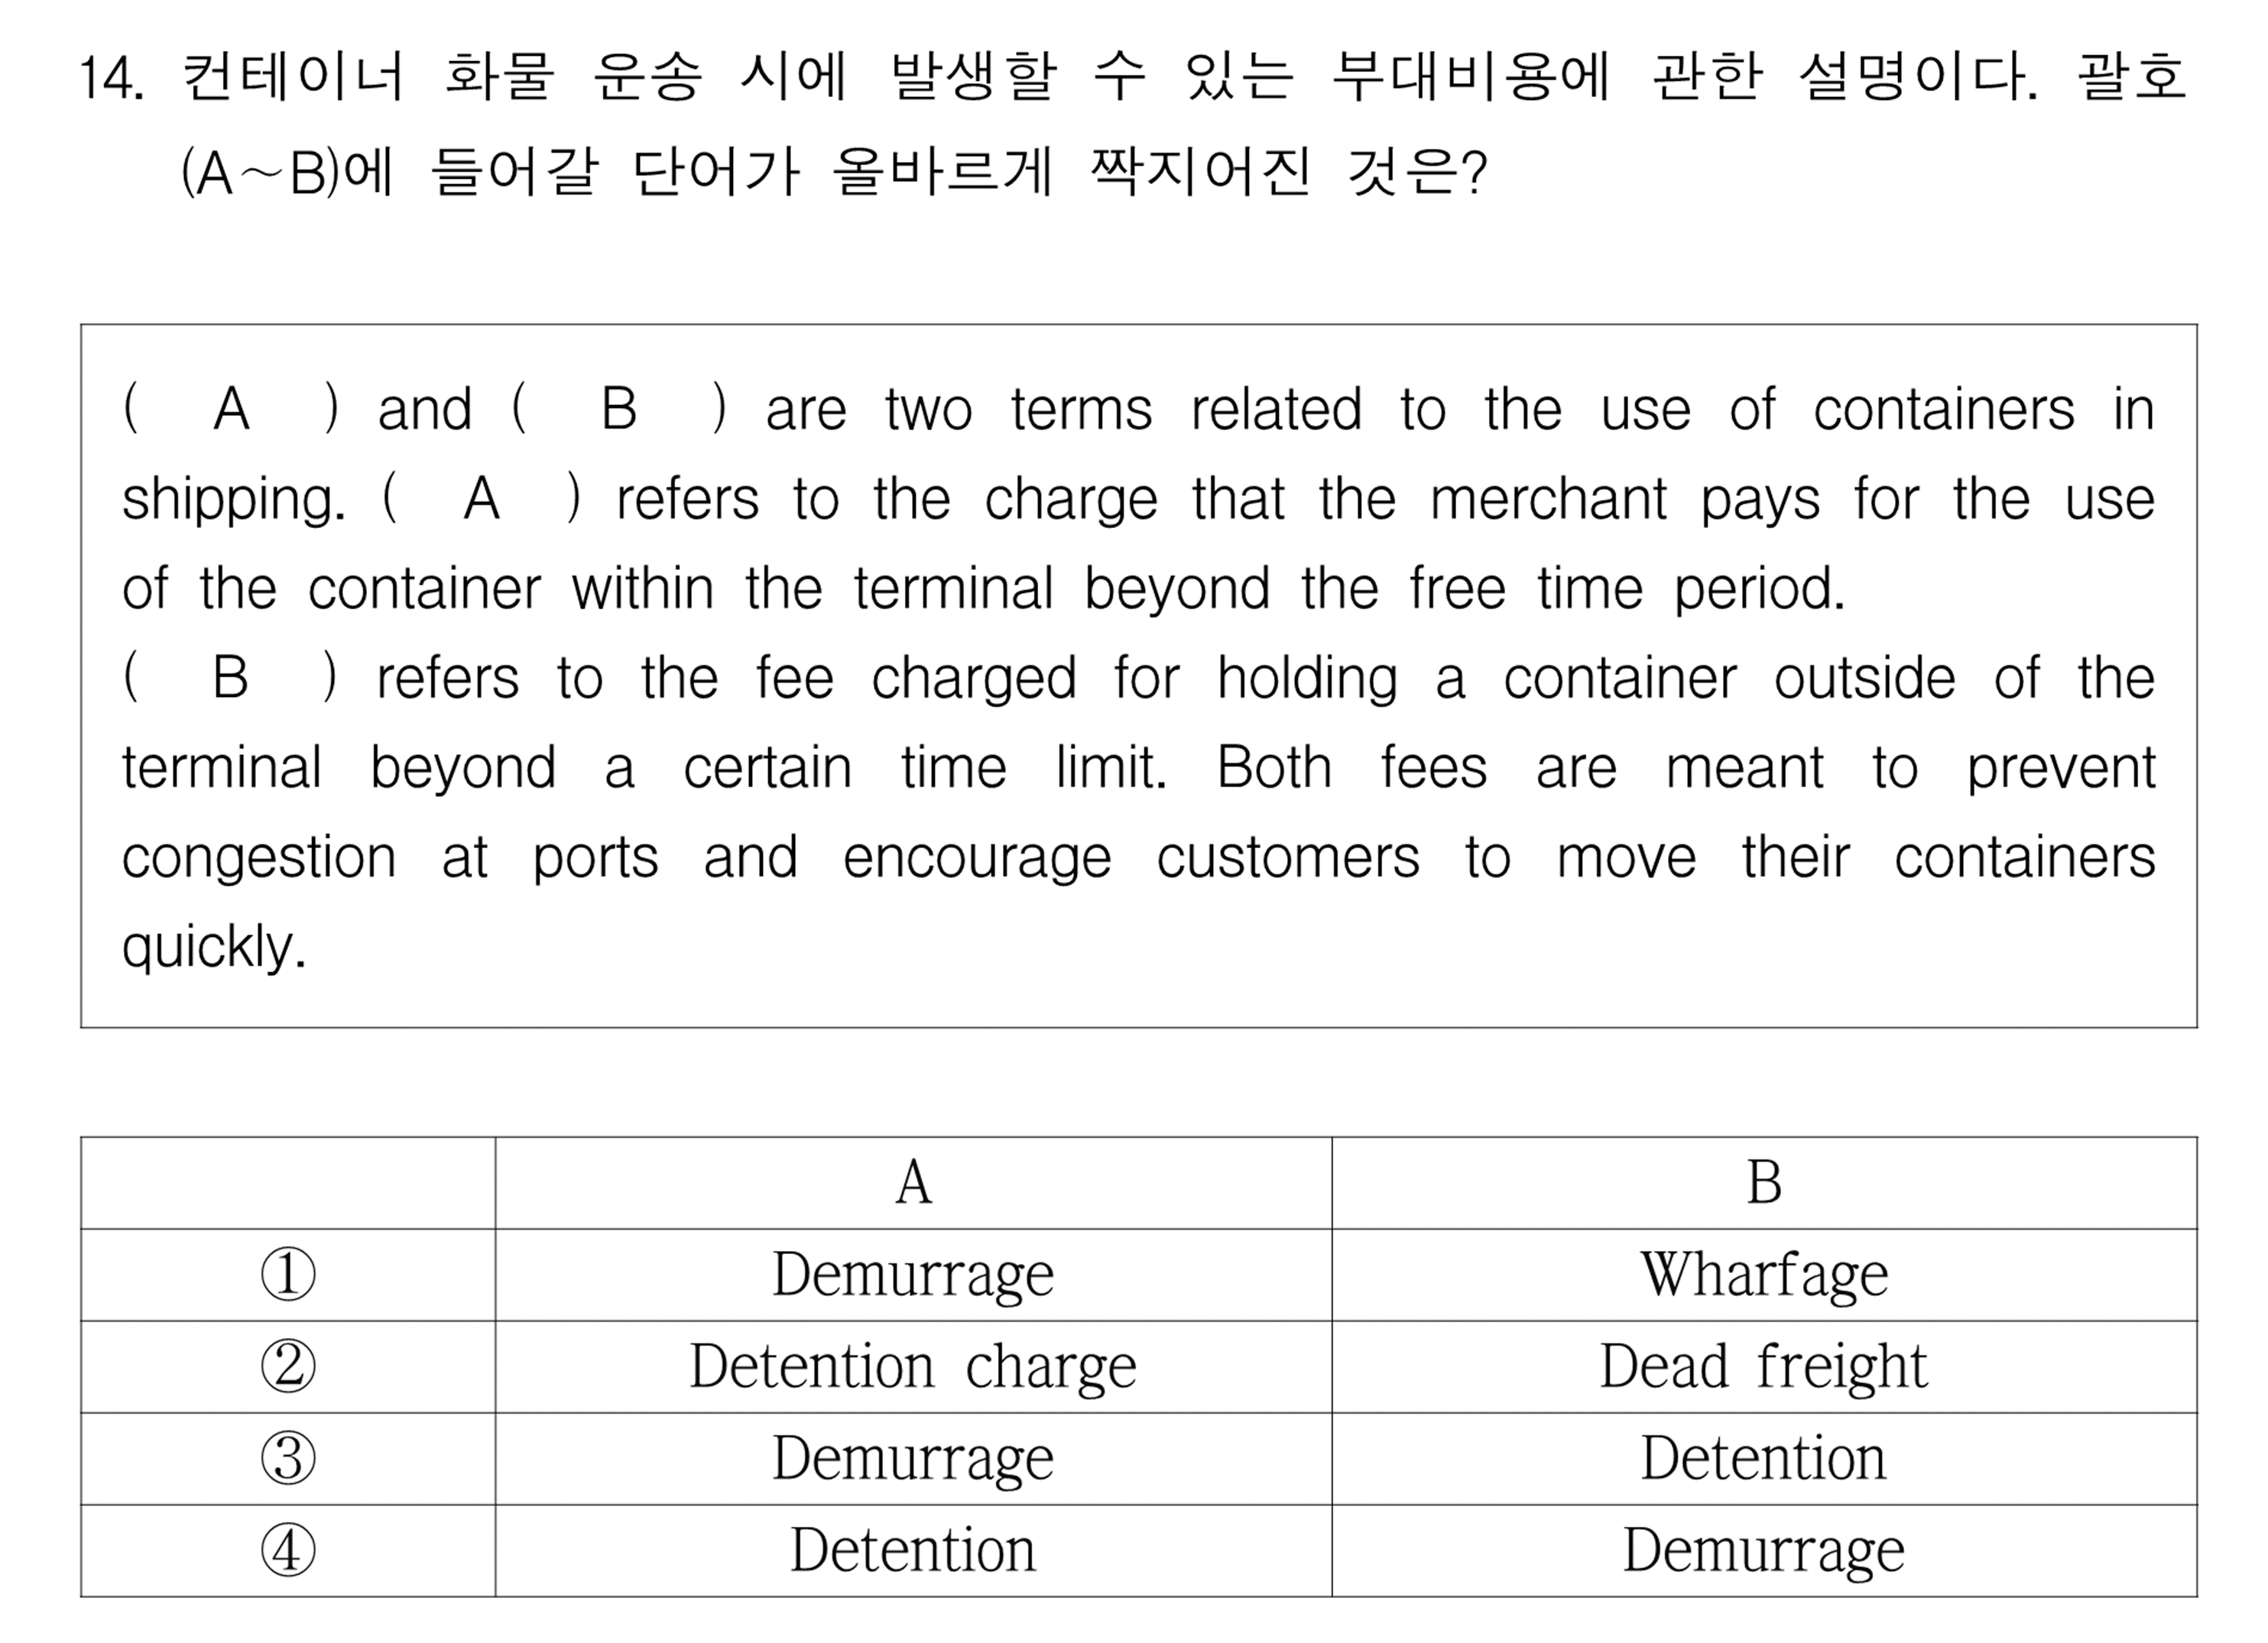 14. 컨테이너 화물 운송 시에 발생할 수 있는 부대비용에 관한 설명이다. 괄호
(A~B)에 들어갈 단어가 올바르게 짝지어진 것은?
( A ) and ( B ) are two terms related to the use of containers in
shipping. ( A ) refers to the charge that the merchant pays for the use
of the container within the terminal beyond the free time period.
( B ) refers to the fee charged for holding a container outside of the
terminal beyond a certain time limit. Both fees are meant to prevent
congestion at ports and encourage customers to move their containers
quickly.
A B
① Demurrage Wharfage
② Detention charge Dead freight
③ Demurrage Detention
④ Detention Demurrage